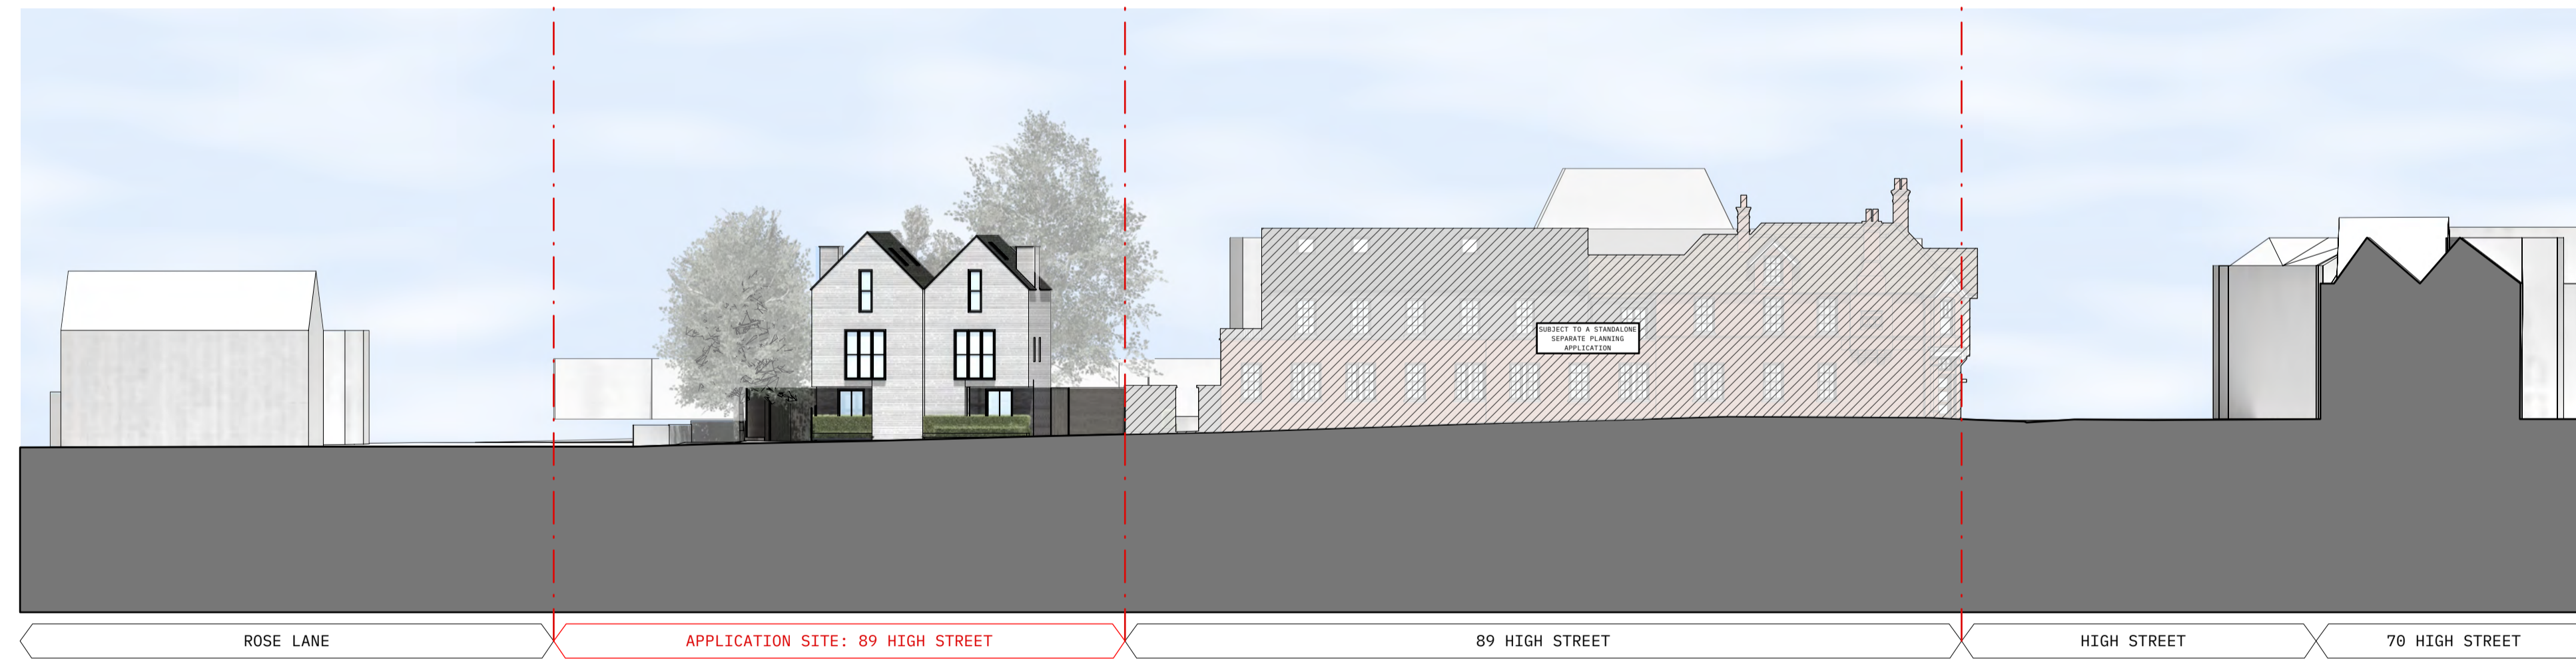 SUBJECT TO A STANDALONE
SEPARATE PLANNING
APPLICATION
ROSE LANE
APPLICATION SITE: 89 HIGH STREET
89 HIGH STREET
HIGH STREET
70 HIGH STREET